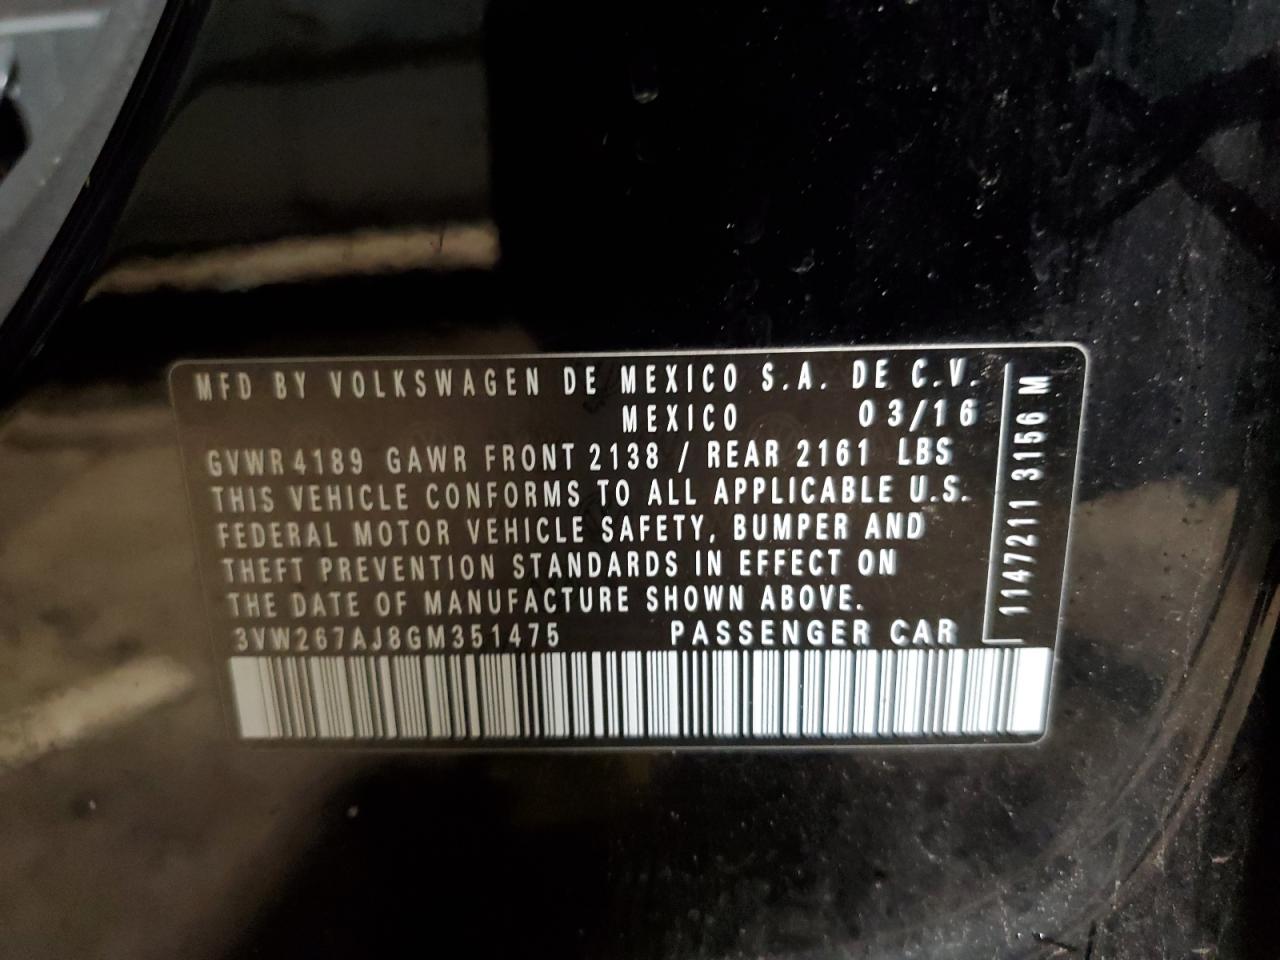 MFD BY VOLKSWAGEN DE MEXICO S.A. DE C.V.
MEXICO 03/16
GVWR 4189 GAWR FRONT 2138 / REAR 2161 LBS
THIS VEHICLE CONFORMS TO ALL APPLICABLE U.S.
FEDERAL MOTOR VEHICLE SAFETY, BUMPER AND
THEFT PREVENTION STANDARDS IN EFFECT ON
THE DATE OF MANUFACTURE SHOWN ABOVE.
3VW267AJ8GM351475 PASSENGER CAR
1147211 3156 M